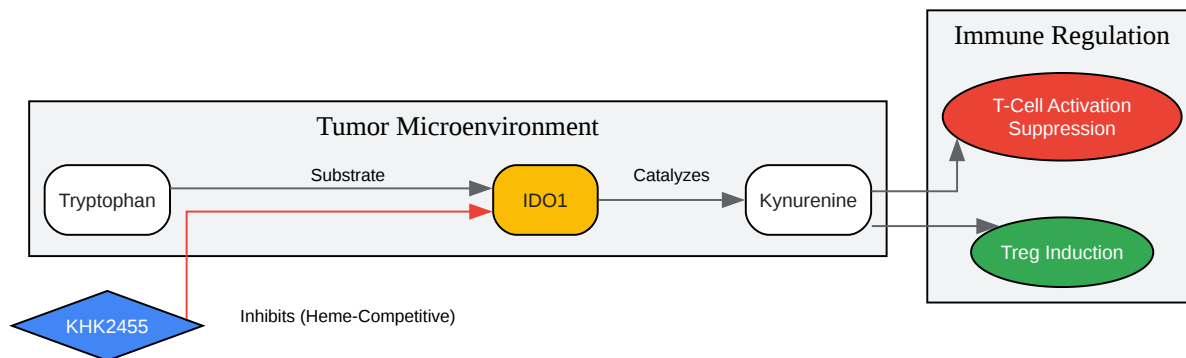 Immune Regulation
T-Cell Activation
Suppression
Tumor Microenvironment
Tryptophan
Substrate
IDO1
Catalyzes
Kynurenine
Treg Induction
KHK2455
Inhibits (Heme-Competitive)